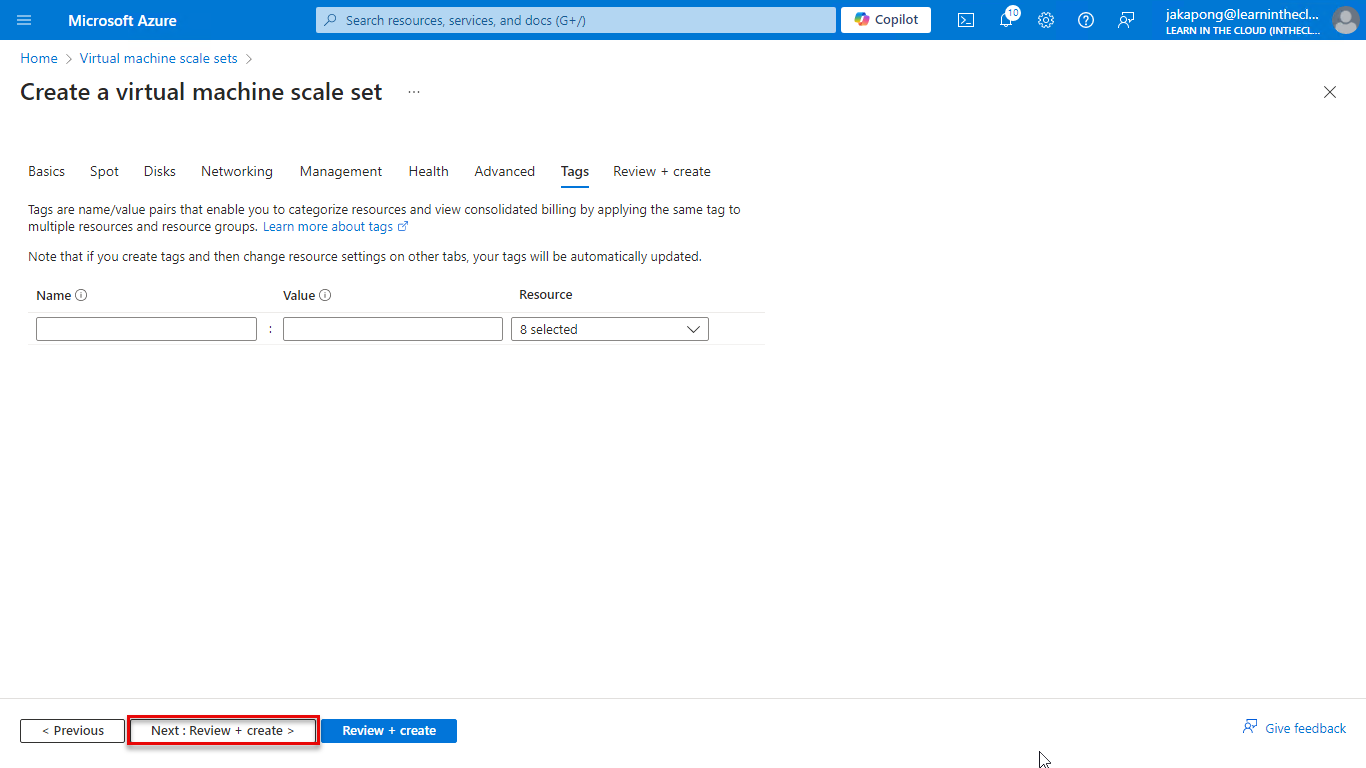 Microsoft Azure
Search resources, services, and docs (G+/)
Copilot
10
jakapong@learninthecl...
LEARN IN THE CLOUD (INTHECL...
Home > Virtual machine scale sets >
Create a virtual machine scale set ...
Basics Spot Disks Networking Management Health Advanced Tags Review + create
Tags are name/value pairs that enable you to categorize resources and view consolidated billing by applying the same tag to
multiple resources and resource groups. Learn more about tags
Note that if you create tags and then change resource settings on other tabs, your tags will be automatically updated.
Name Value Resource
: 8 selected
< Previous Next : Review + create > Review + create Give feedback